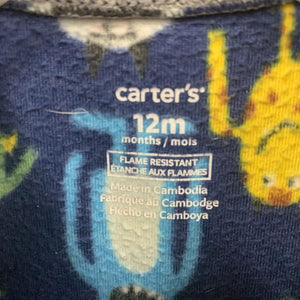 carter's
12m
months / mois
FLAME RESISTANT
ÉTANCHE AUX FLAMMES
Made in Cambodia
Fabriqué au Cambodge
Hecho en Camboya